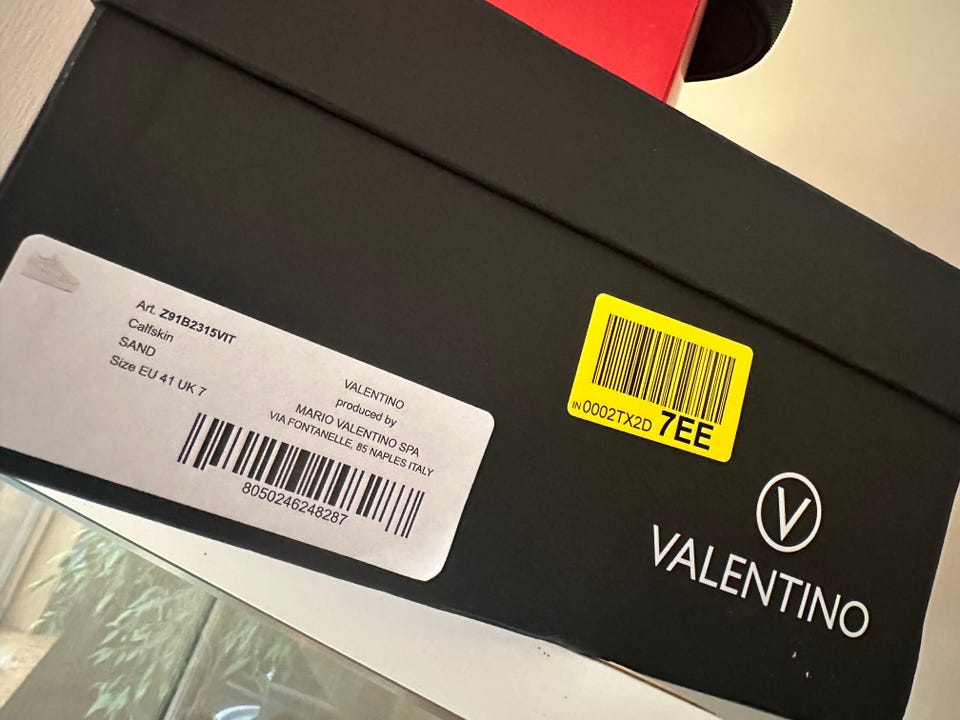 Art. Z91B2315VIT
Calfskin
SAND
Size EU 41 UK 7
VALENTINO
produced by
MARIO VALENTINO SPA
VIA FONTANELLE, 85 NAPLES ITALY
8050246248287
IN 0002TX2D 7EE
V
VALENTINO